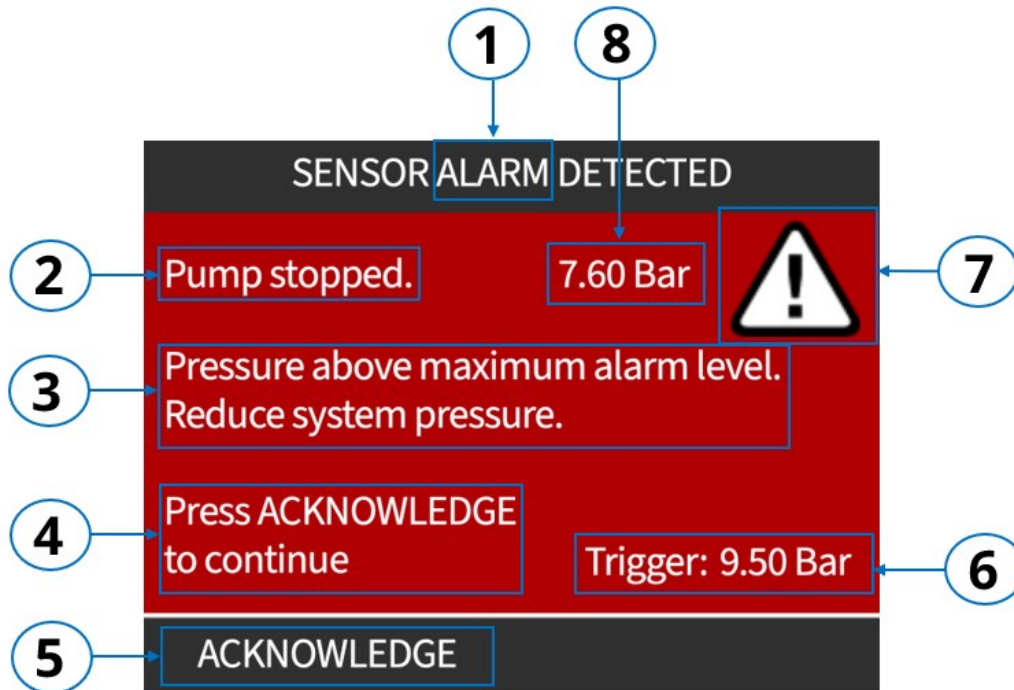 1 8
SENSOR ALARM DETECTED
2 Pump stopped. 7.60 Bar ! 7
3 Pressure above maximum alarm level.
Reduce system pressure.
4 Press ACKNOWLEDGE
to continue
Trigger: 9.50 Bar 6
5 ACKNOWLEDGE